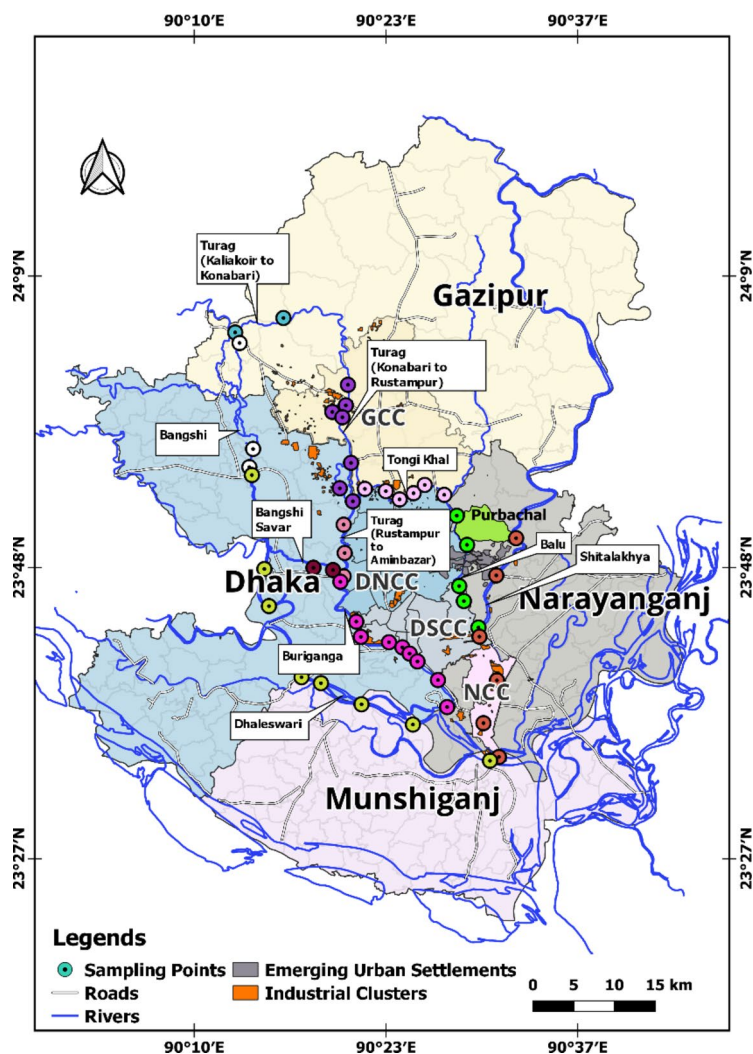 90°10'N
90°23'E
90°37'N
24°9'N
24°9'N
Turag
(Kaliakoir to
Konabari)
Gazipur
Turag
(Konabari to
Rustampur)
GCC
Bangshi
Tongi Khal
Purbachal
Bangshi
Savar
Turag
(Rustampur
to
Aminbazar)
Balu
Shitalakhya
23°48'N
23°48'N
Dhaka
DNCC
Narayanganj
DSCC
Buriganga
NCC
Dhaleswari
Munshiganj
23°27'N
23°27'N
Legends
Sampling Points
Emerging Urban Settlements
Roads
Industrial Clusters
Rivers
0 5 10 15 km
90°10'N
90°23'E
90°37'N